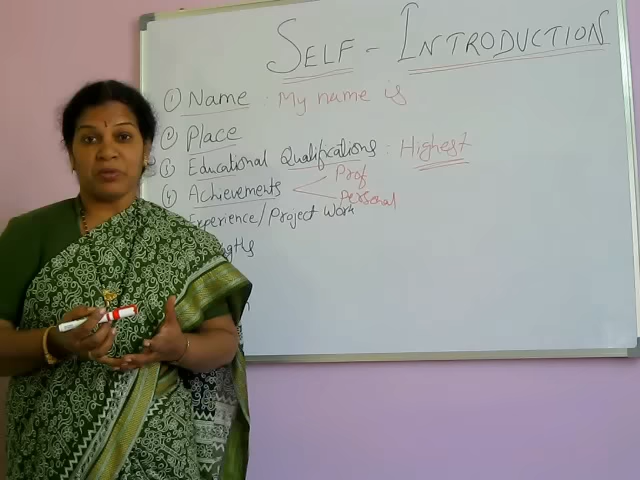 SELF - INTRODUCTION
① Name : My name is
② Place
③ Educational Qualifications : Highest
④ Achievements Prof
Personal
Experience/Project Work